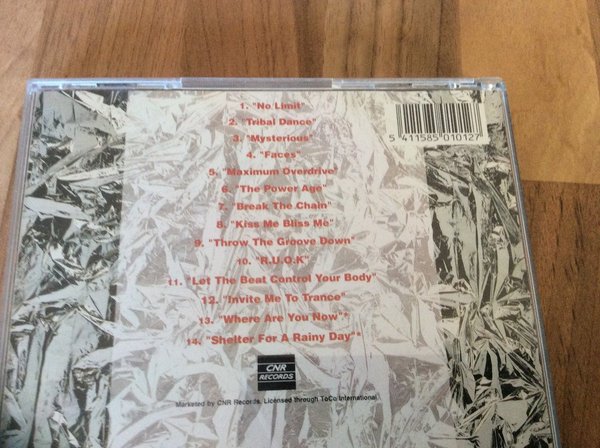 1. "No Limit"
2. "Tribal Dance"
3. "Mysterious"
4. "Faces"
5. "Maximum Overdrive"
6. "The Power Age"
7. "Break The Chain"
8. "Kiss Me Bliss Me"
9. "Throw The Groove Down"
10. "R.U.O.K"
11. "Let The Beat Control Your Body"
12. "Invite Me To Trance"
13. "Where Are You Now"*
14. "Shelter For A Rainy Day"*
5 411585 010127
CNR
RECORDS
Marketed by CNR Records, Licensed through ToCo International